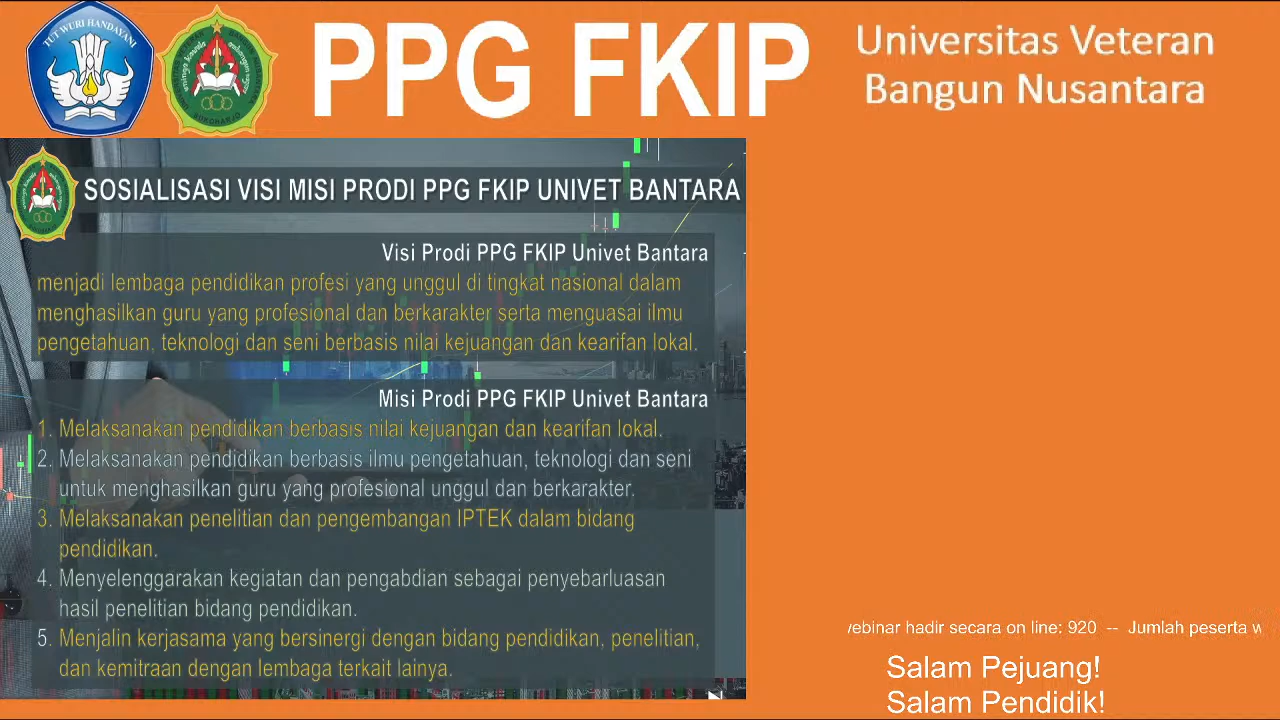 TUT WURI HANDAYANI
SUKOHARJO
PPG FKIP
Universitas Veteran
Bangun Nusantara
SOSIALISASI VISI MISI PRODI PPG FKIP UNIVET BANTARA
Visi Prodi PPG FKIP Univet Bantara
menjadi lembaga pendidikan profesi yang unggul di tingkat nasional dalam
menghasilkan guru yang profesional dan berkarakter serta menguasai ilmu
pengetahuan, teknologi dan seni berbasis nilai kejuangan dan kearifan lokal.
Misi Prodi PPG FKIP Univet Bantara
1. Melaksanakan pendidikan berbasis nilai kejuangan dan kearifan lokal.
2. Melaksanakan pendidikan berbasis ilmu pengetahuan, teknologi dan seni
untuk menghasilkan guru yang profesional unggul dan berkarakter.
3. Melaksanakan penelitian dan pengembangan IPTEK dalam bidang
pendidikan.
4. Menyelenggarakan kegiatan dan pengabdian sebagai penyebarluasan
hasil penelitian bidang pendidikan.
5. Menjalin kerjasama yang bersinergi dengan bidang pendidikan, penelitian,
dan kemitraan dengan lembaga terkait lainya.
ebinar hadir secara on line: 920 -- Jumlah peserta w
Salam Pejuang!
Salam Pendidik!